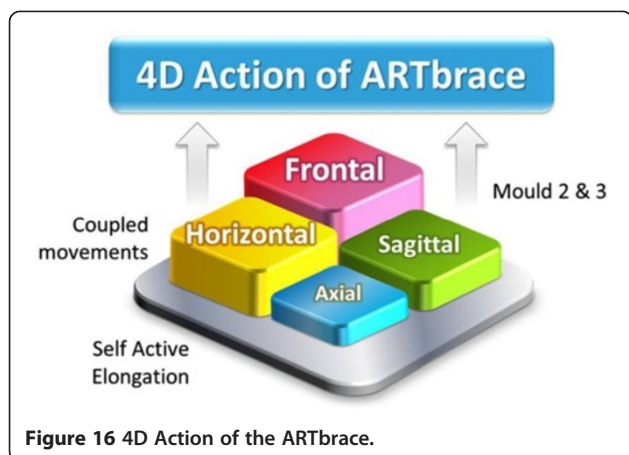 4D Action of ARTbrace
Frontal
Mould 2 & 3
Coupled
movements
Horizontal
Sagittal
Axial
Self Active
Elongation
Figure 16 4D Action of the ARTbrace.